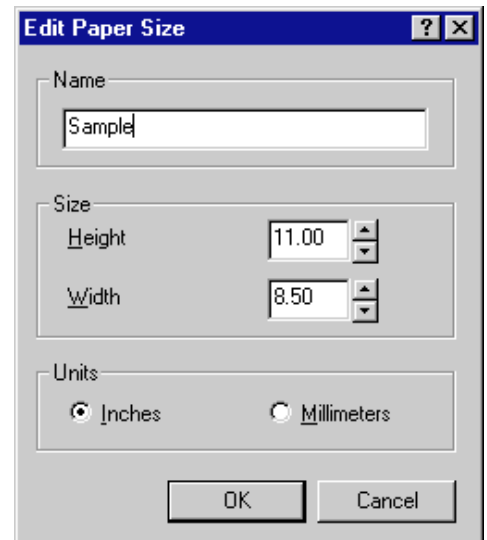 Edit Paper Size
Name
Sample
Size
Height 11.00
Width 8.50
Units
Inches Millimeters
OK Cancel